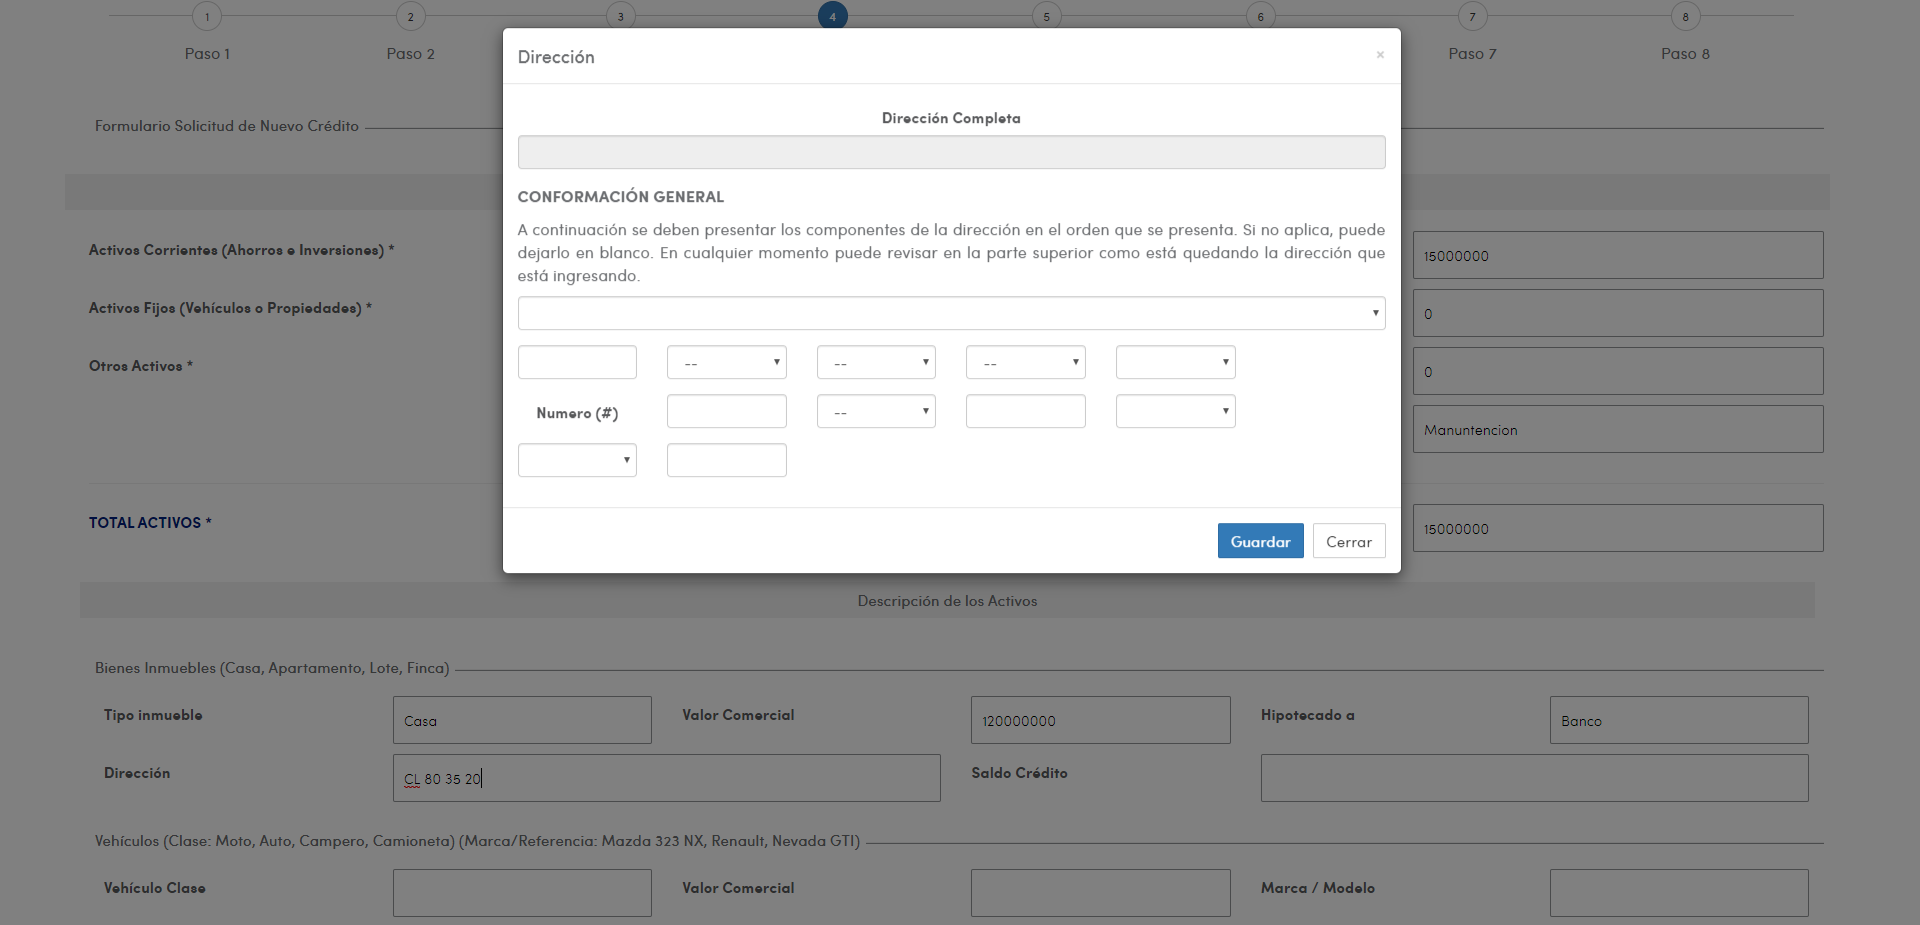 1 2 3 4 5 6 7 8
Paso 1 Paso 2 Paso 7 Paso 8
Dirección ×
Formulario Solicitud de Nuevo Crédito
Dirección Completa
CONFORMACIÓN GENERAL
A continuación se deben presentar los componentes de la dirección en el orden que se presenta. Si no aplica, puede
dejarlo en blanco. En cualquier momento puede revisar en la parte superior como está quedando la dirección que
está ingresando.
-- -- --
Numero (#) --
Guardar Cerrar
Activos Corrientes (Ahorros e Inversiones) * 15000000
Activos Fijos (Vehículos o Propiedades) * 0
Otros Activos * 0
Manuntencion
TOTAL ACTIVOS * 15000000
Descripción de los Activos
Bienes Inmuebles (Casa, Apartamento, Lote, Finca)
Tipo inmueble Casa Valor Comercial 120000000 Hipotecado a Banco
Dirección CL 80 35 20 Saldo Crédito
Vehículos (Clase: Moto, Auto, Campero, Camioneta) (Marca/Referencia: Mazda 323 NX, Renault, Nevada GTI)
Vehículo Clase Valor Comercial Marca / Modelo